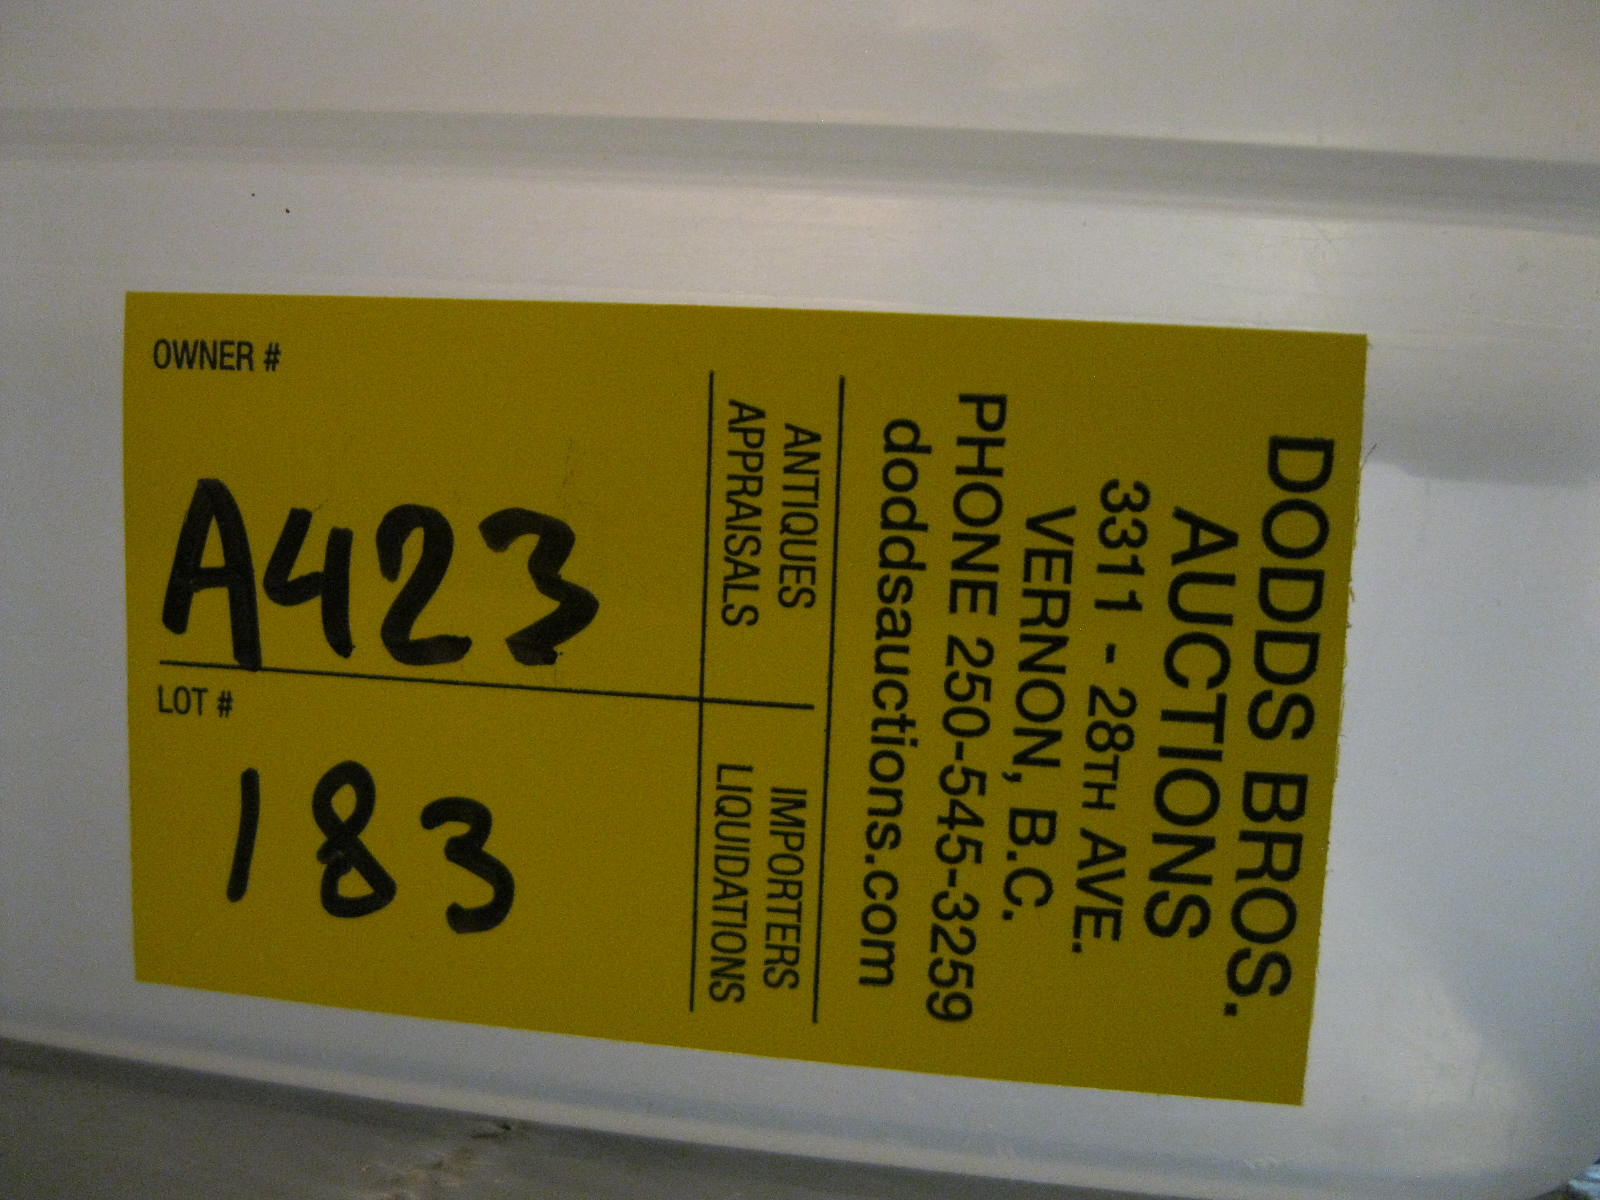 DODDS BROS.
AUCTIONS
3311 - 28TH AVE.
VERNON, B.C.
PHONE 250-545-3259
doddsauctions.com
ANTIQUES
APPRAISALS
IMPORTERS
LIQUIDATIONS
OWNER #
A423
LOT #
183